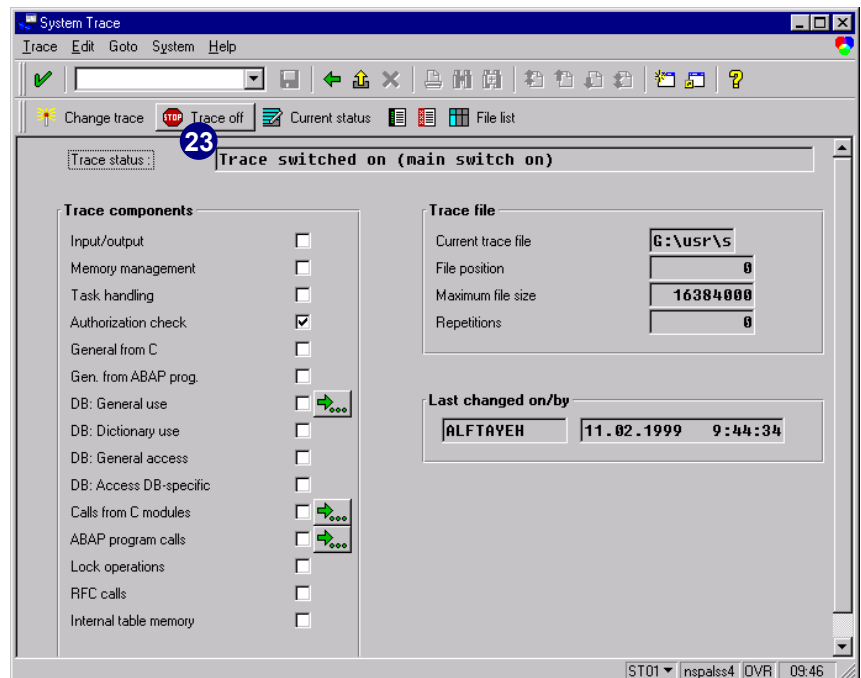 System Trace
Trace Edit Goto System Help
Change trace STOP Trace off Current status File list
23
Trace status : Trace switched on (main switch on)
Trace components
Input/output
Memory management
Task handling
Authorization check
General from C
Gen. from ABAP prog.
DB: General use
DB: Dictionary use
DB: General access
DB: Access DB-specific
Calls from C modules
ABAP program calls
Lock operations
RFC calls
Internal table memory
Trace file
Current trace file G:\usr\s
File position 0
Maximum file size 16384000
Repetitions 0
Last changed on/by
ALFTAYEH 11.02.1999 9:44:34
ST01 nspalss4 OVR 09:46